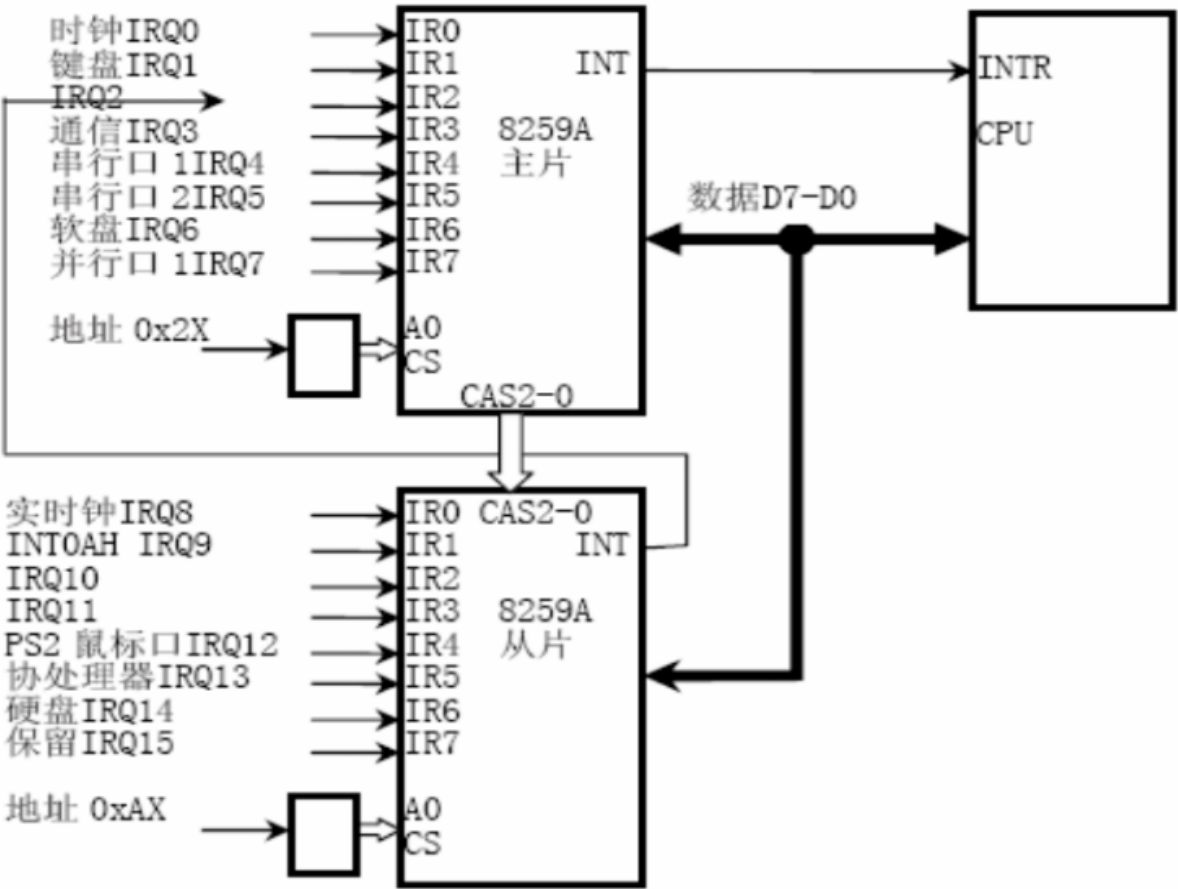 时钟IRQ0
键盘IRQ1
IRQ2
通信IRQ3
串行口 1IRQ4
串行口 2IRQ5
软盘IRQ6
并行口 1IRQ7
地址 0x2X
IR0
IR1
IR2
IR3
IR4
IR5
IR6
IR7
A0
CS
INT
8259A
主片
CAS2-0
INTR
CPU
数据D7-D0
实时钟IRQ8
INT0AH IRQ9
IRQ10
IRQ11
PS2 鼠标口IRQ12
协处理器IRQ13
硬盘IRQ14
保留IRQ15
地址 0xAX
IR0 CAS2-0
IR1
IR2
IR3
IR4
IR5
IR6
IR7
A0
CS
INT
8259A
从片